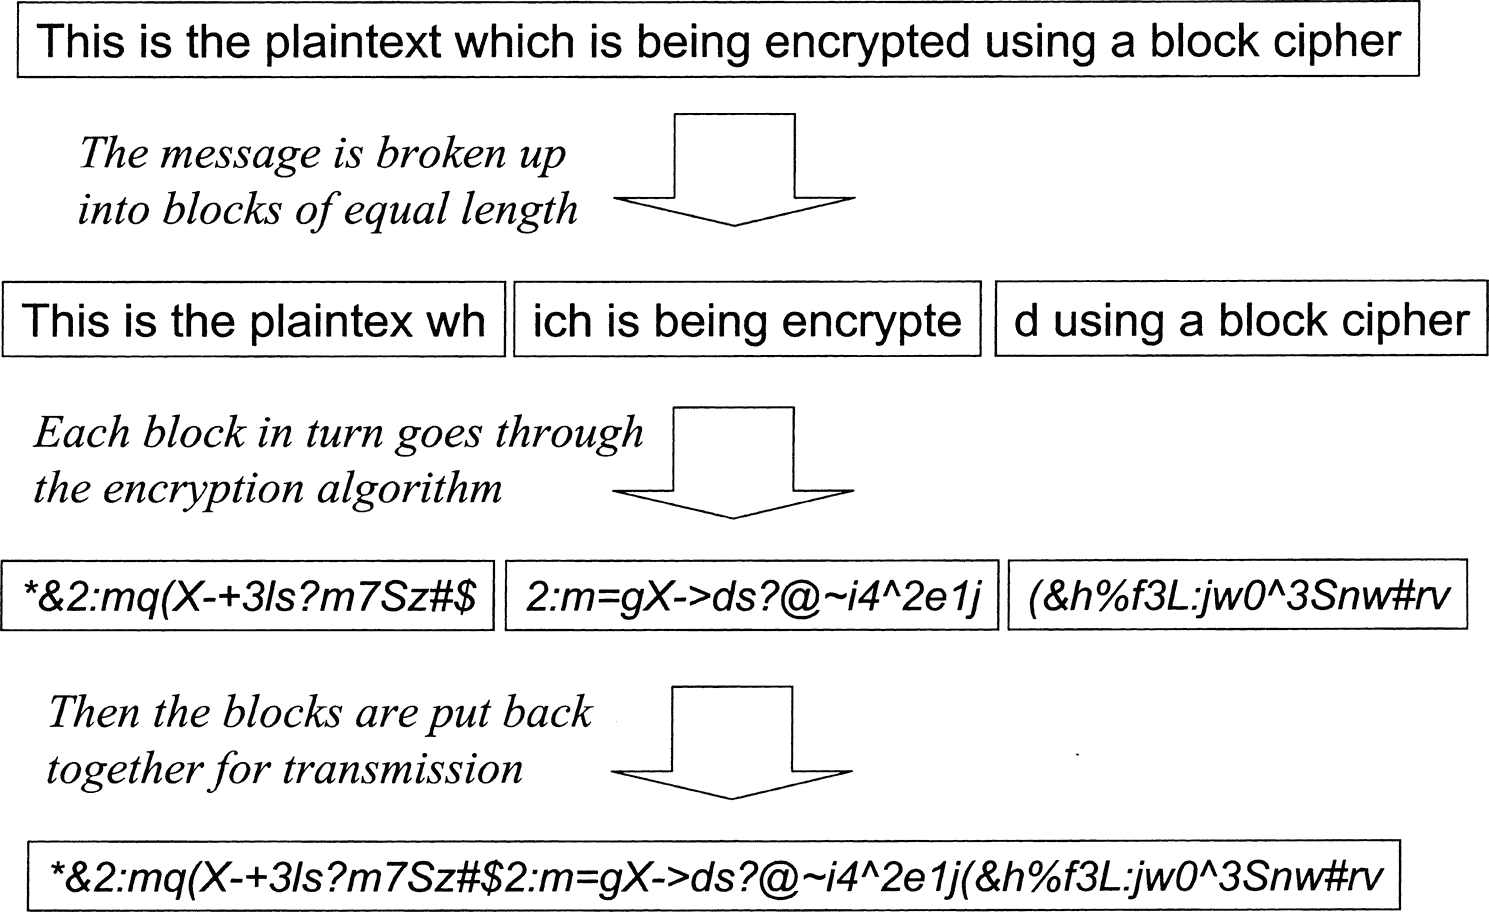 This is the plaintext which is being encrypted using a block cipher
The message is broken up
into blocks of equal length
This is the plaintex wh
ich is being encrypte
d using a block cipher
Each block in turn goes through
the encryption algorithm
*&2:mq(X-+3ls?m7Sz#$
2:m=gX->ds?@~i4^2e1j
(&h%f3L:jw0^3Snw#rv
Then the blocks are put back
together for transmission
*&2:mq(X-+3ls?m7Sz#$2:m=gX->ds?@~i4^2e1j(&h%f3L:jw0^3Snw#rv